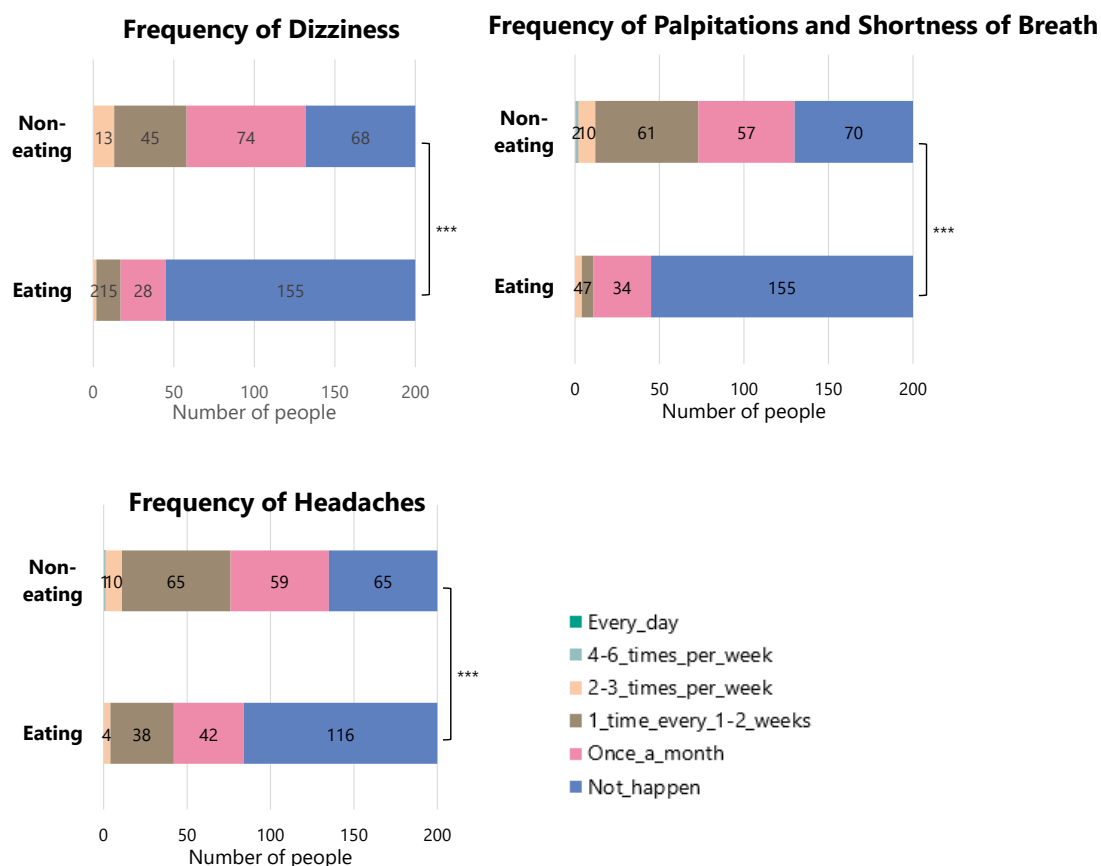 Frequency of Dizziness
Non-
eating
13 45 74 68
***
Eating
2 15 28 155
0 50 100 150 200
Number of people
Frequency of Palpitations and Shortness of Breath
Non-
eating
2 10 61 57 70
***
Eating
4 7 34 155
0 50 100 150 200
Number of people
Frequency of Headaches
Non-
eating
1 10 65 59 65
***
Eating
4 38 42 116
0 50 100 150 200
Number of people
Every_day
4-6_times_per_week
2-3_times_per_week
1_time_every_1-2_weeks
Once_a_month
Not_happen